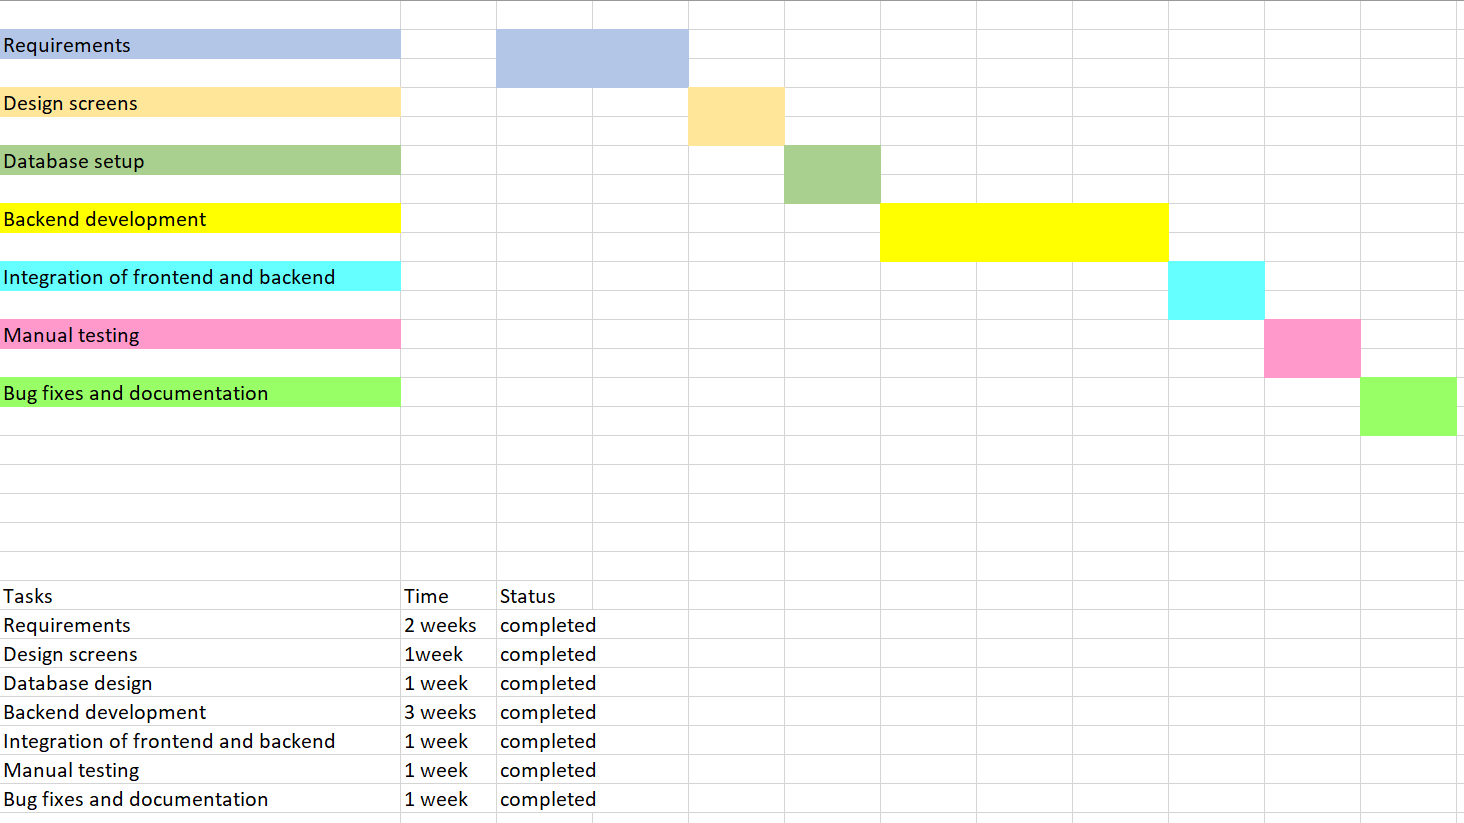 Requirements
Design screens
Database setup
Backend development
Integration of frontend and backend
Manual testing
Bug fixes and documentation
Tasks Time Status
Requirements 2 weeks completed
Design screens 1week completed
Database design 1 week completed
Backend development 3 weeks completed
Integration of frontend and backend 1 week completed
Manual testing 1 week completed
Bug fixes and documentation 1 week completed